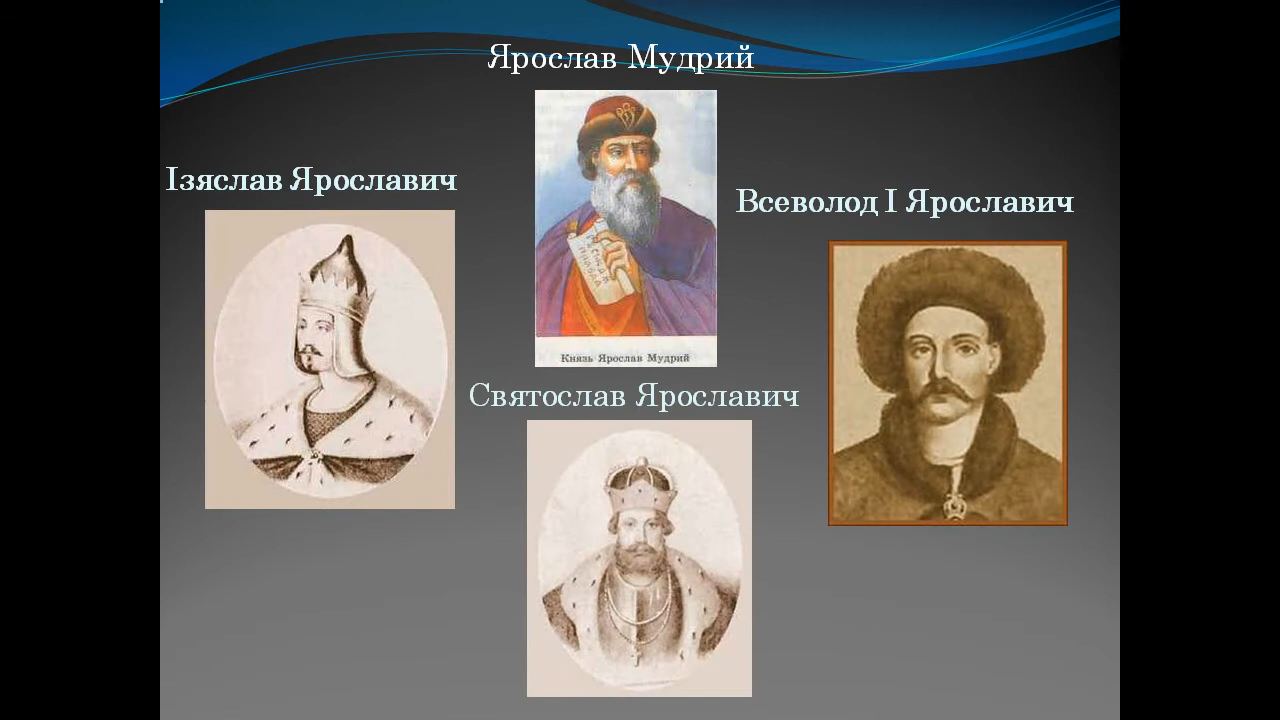 Ярослав Мудрий
Ізяслав Ярославич
Всеволод І Ярославич
Князь Ярослав Мудрий
Святослав Ярославич